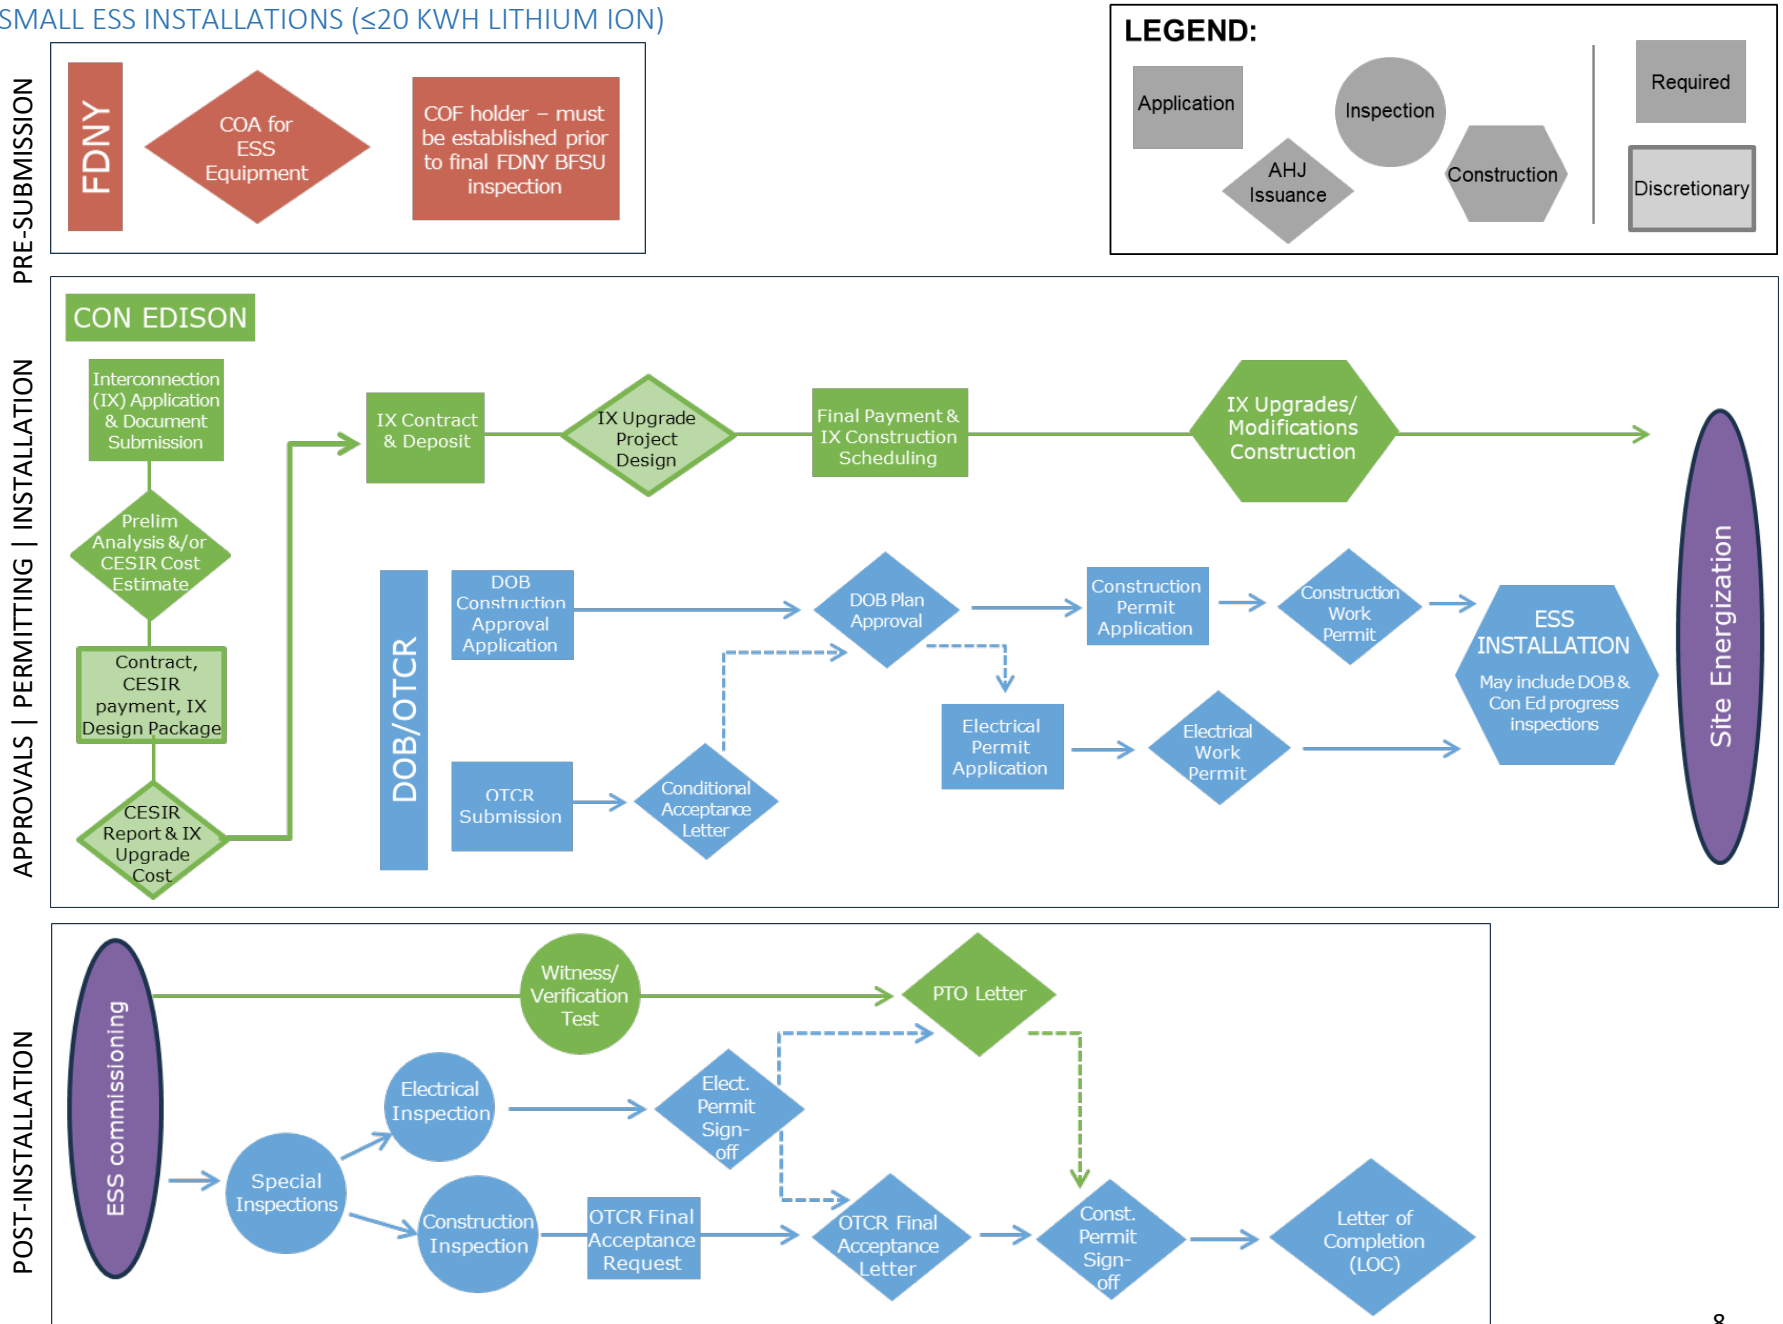 SMALL ESS INSTALLATIONS (≤20 KWH LITHIUM ION)
PRE-SUBMISSION
FDNY
COA for
ESS
Equipment
COF holder – must
be established prior
to final FDNY BFSU
inspection
LEGEND:
Application
Inspection
AHJ
Issuance
Construction
Required
Discretionary
APPROVALS | PERMITTING | INSTALLATION
CON EDISON
Interconnection
(IX) Application
& Document
Submission
Prelim
Analysis &/or
CESIR Cost
Estimate
Contract,
CESIR
payment, IX
Design Package
CESIR
Report & IX
Upgrade
Cost
IX Contract
& Deposit
IX Upgrade
Project
Design
Final Payment &
IX Construction
Scheduling
IX Upgrades/
Modifications
Construction
DOB/OTCR
DOB
Construction
Approval
Application
DOB Plan
Approval
Construction
Permit
Application
Construction
Work
Permit
OTCR
Submission
Conditional
Acceptance
Letter
Electrical
Permit
Application
Electrical
Work
Permit
ESS
INSTALLATION
May include DOB &
Con Ed progress
inspections
Site Energization
POST-INSTALLATION
ESS commissioning
Witness/
Verification
Test
PTO Letter
Special
Inspections
Electrical
Inspection
Elect.
Permit
Sign-
off
Construction
Inspection
OTCR Final
Acceptance
Request
OTCR Final
Acceptance
Letter
Const.
Permit
Sign-
off
Letter of
Completion
(LOC)
8